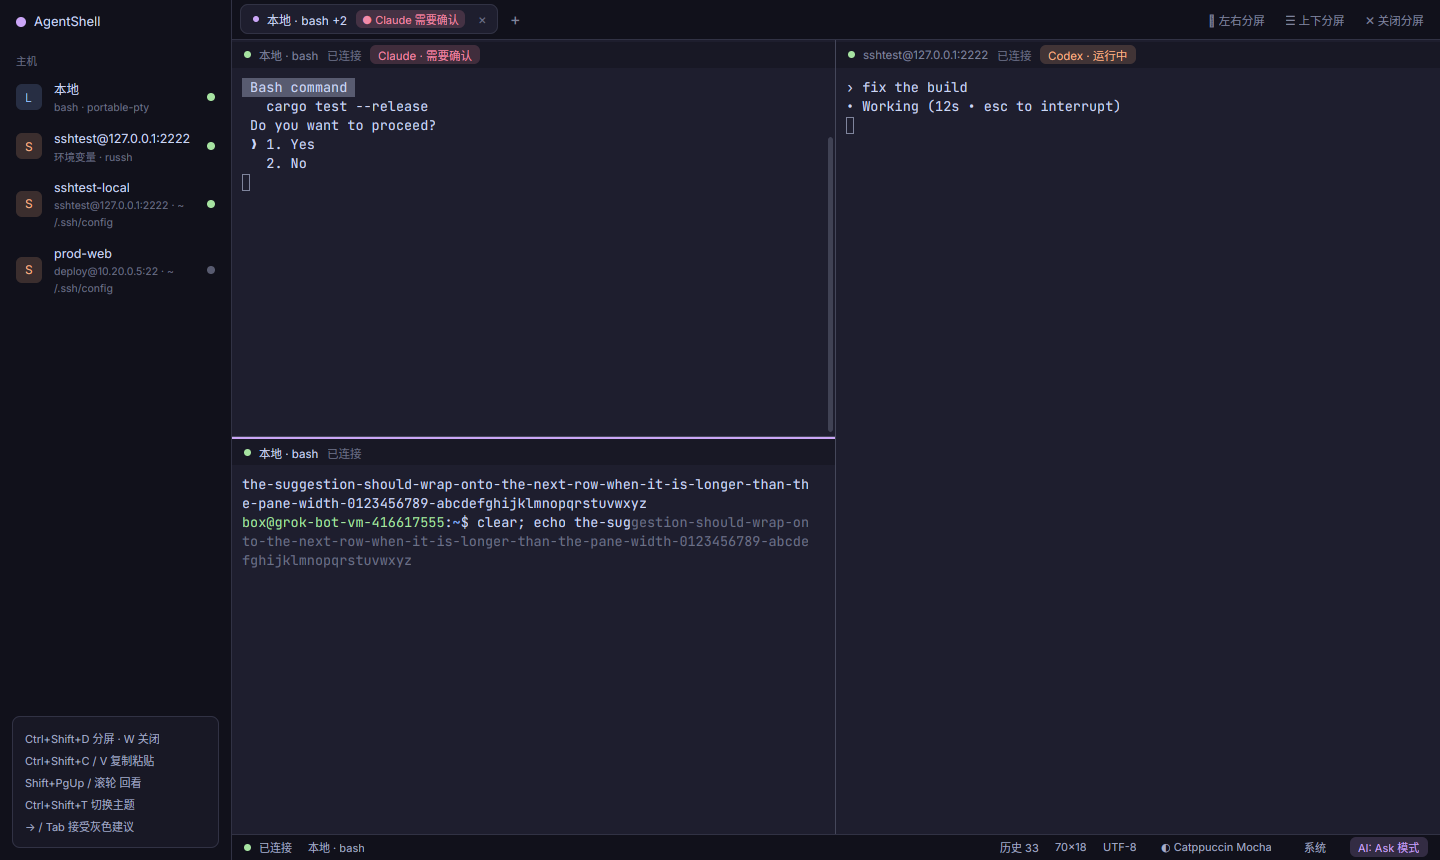 AgentShell
主机
L
本地
bash · portable-pty
S
sshtest@127.0.0.1:2222
环境变量 · russh
S
sshtest-local
sshtest@127.0.0.1:2222 · ~
/.ssh/config
S
prod-web
deploy@10.20.0.5:22 · ~
/.ssh/config
Ctrl+Shift+D 分屏 · W 关闭
Ctrl+Shift+C / V 复制粘贴
Shift+PgUp / 滚轮 回看
Ctrl+Shift+T 切换主题
→ / Tab 接受灰色建议
本地 · bash +2 Claude 需要确认 × +
左右分屏 ☰ 上下分屏 ✕ 关闭分屏
本地 · bash 已连接 Claude · 需要确认
Bash command
cargo test --release
Do you want to proceed?
❯ 1. Yes
2. No
sshtest@127.0.0.1:2222 已连接 Codex · 运行中
› fix the build
• Working (12s • esc to interrupt)
本地 · bash 已连接
the-suggestion-should-wrap-onto-the-next-row-when-it-is-longer-than-th
e-pane-width-0123456789-abcdefghijklmnopqrstuvwxyz
box@grok-bot-vm-416617555:~$ clear; echo the-suggestion-should-wrap-on
to-the-next-row-when-it-is-longer-than-the-pane-width-0123456789-abcde
fghijklmnopqrstuvwxyz
已连接 本地 · bash 历史 33 70×18 UTF-8 ◐ Catppuccin Mocha 系统 AI: Ask 模式